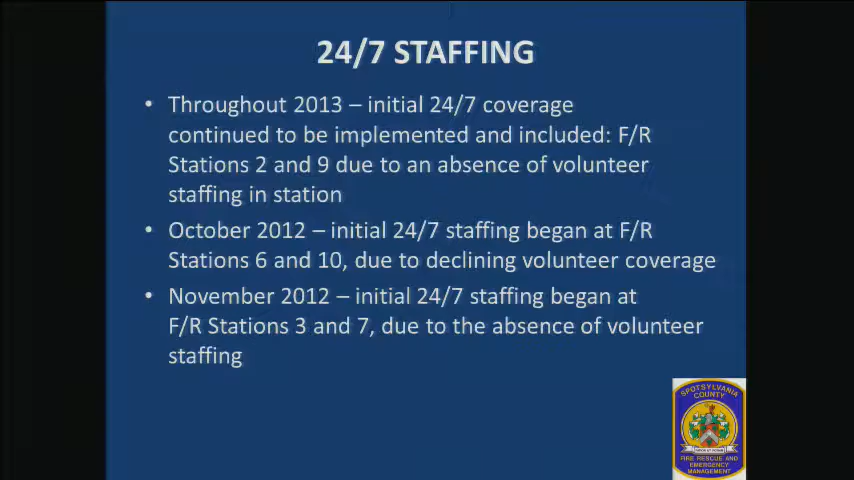 24/7 STAFFING
• Throughout 2013 – initial 24/7 coverage
continued to be implemented and included: F/R
Stations 2 and 9 due to an absence of volunteer
staffing in station
• October 2012 – initial 24/7 staffing began at F/R
Stations 6 and 10, due to declining volunteer coverage
• November 2012 – initial 24/7 staffing began at
F/R Stations 3 and 7, due to the absence of volunteer
staffing
SPOTSYLVANIA
COUNTY
FIRE RESCUE AND
EMERGENCY
MANAGEMENT